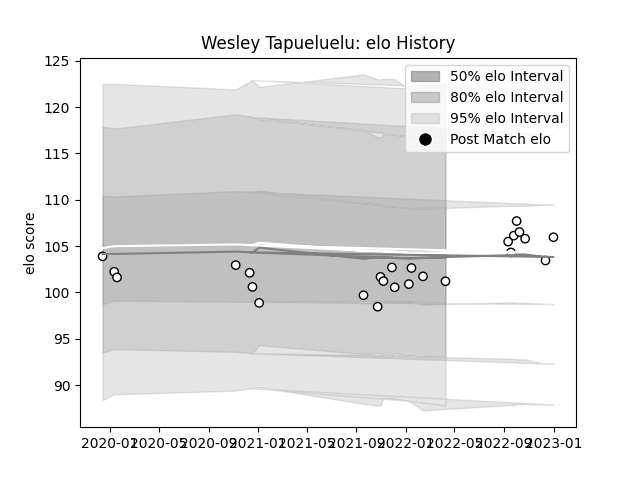 Wesley Tapueluelu: elo History
125
120
115
110
105
100
95
90
elo score
50% elo Interval
80% elo Interval
95% elo Interval
Post Match elo
2020-01 2020-05 2020-09 2021-01 2021-05 2021-09 2022-01 2022-05 2022-09 2023-01